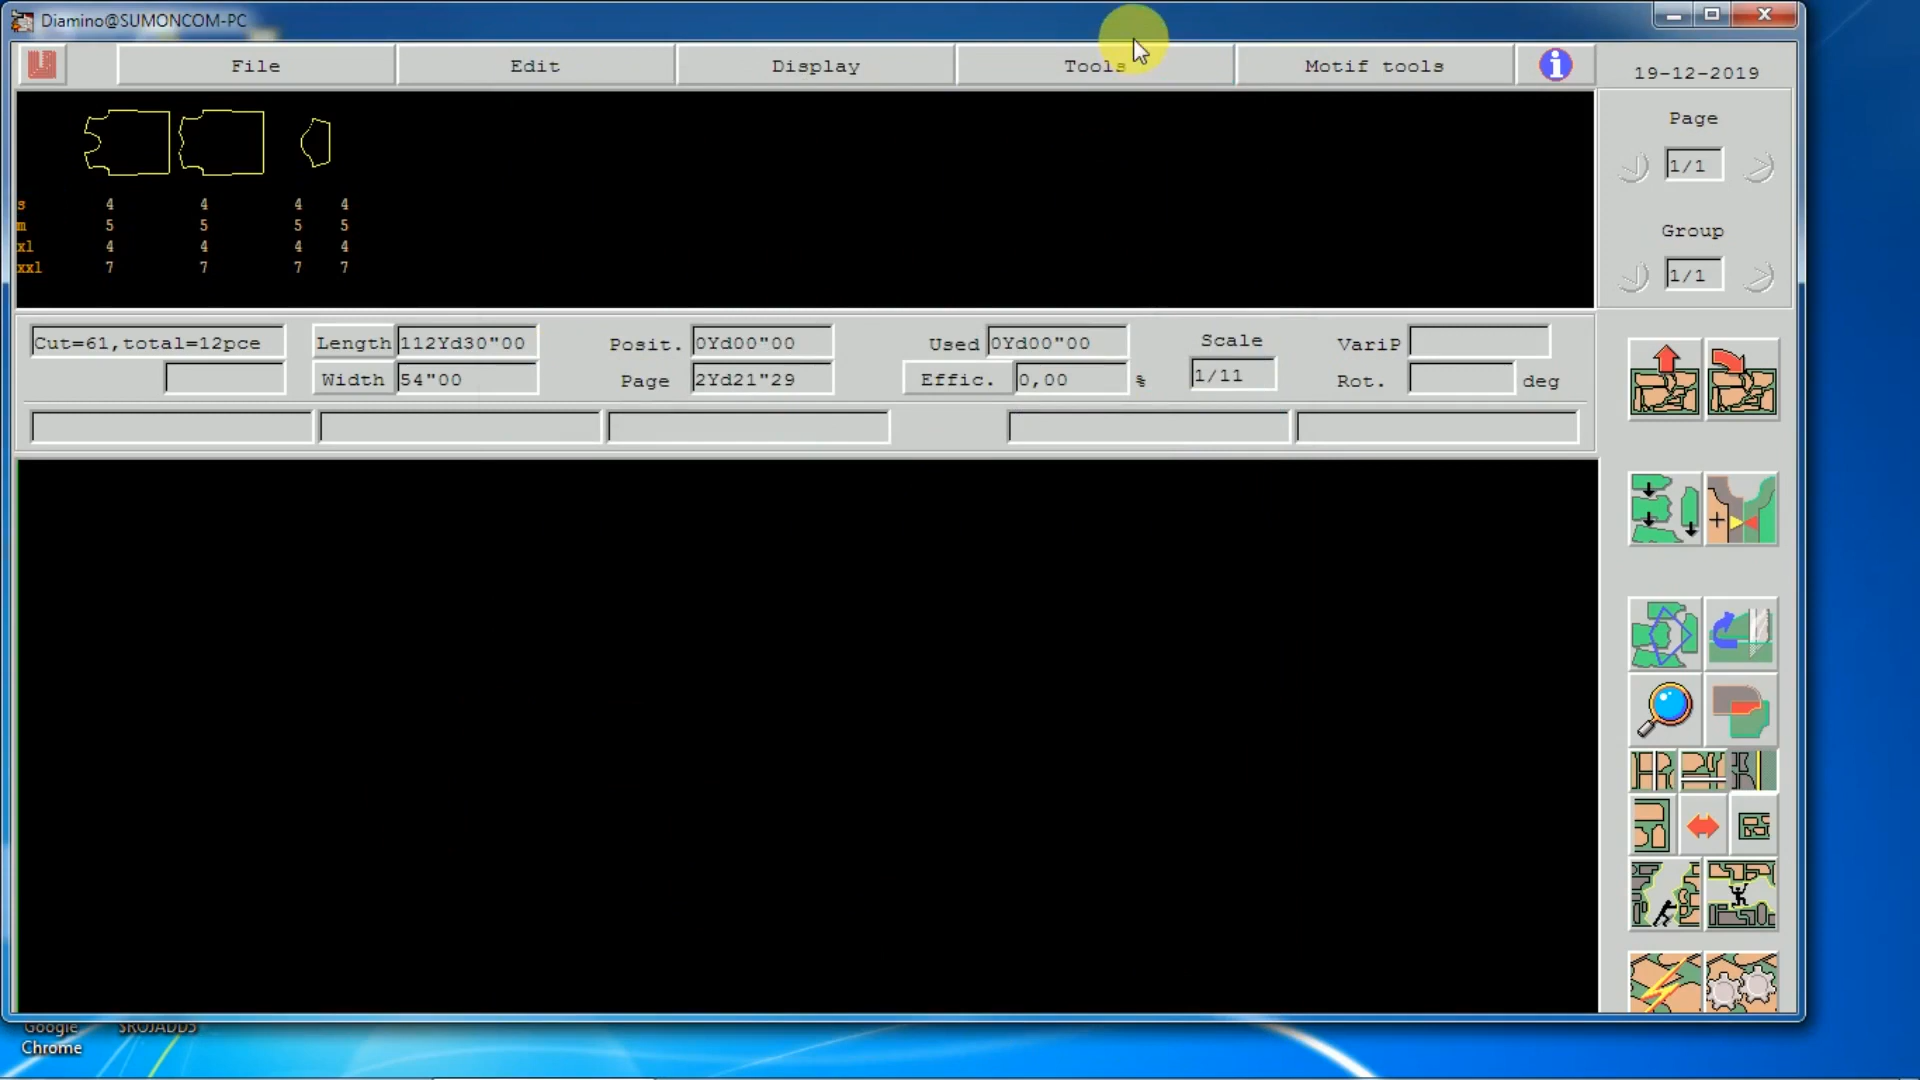 Diamino@SUMONCOM-PC
File Edit Display Tools Motif tools
19-12-2019
Page
1/1
Group
1/1
s 4 4 4 4
m 5 5 5 5
xl 4 4 4 4
xxl 7 7 7 7
Cut=61,total=12pce Length 112Yd30"00 Posit. 0Yd00"00 Used 0Yd00"00 Scale VariP
Width 54"00 Page 2Yd21"29 Effic. 0,00 % 1/11 Rot. deg
Google SROJADD5
Chrome